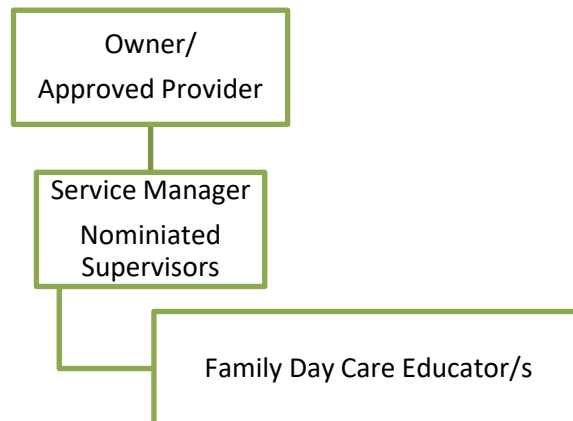 Owner/
Approved Provider
Service Manager
Nominiated
Supervisors
Family Day Care Educator/s